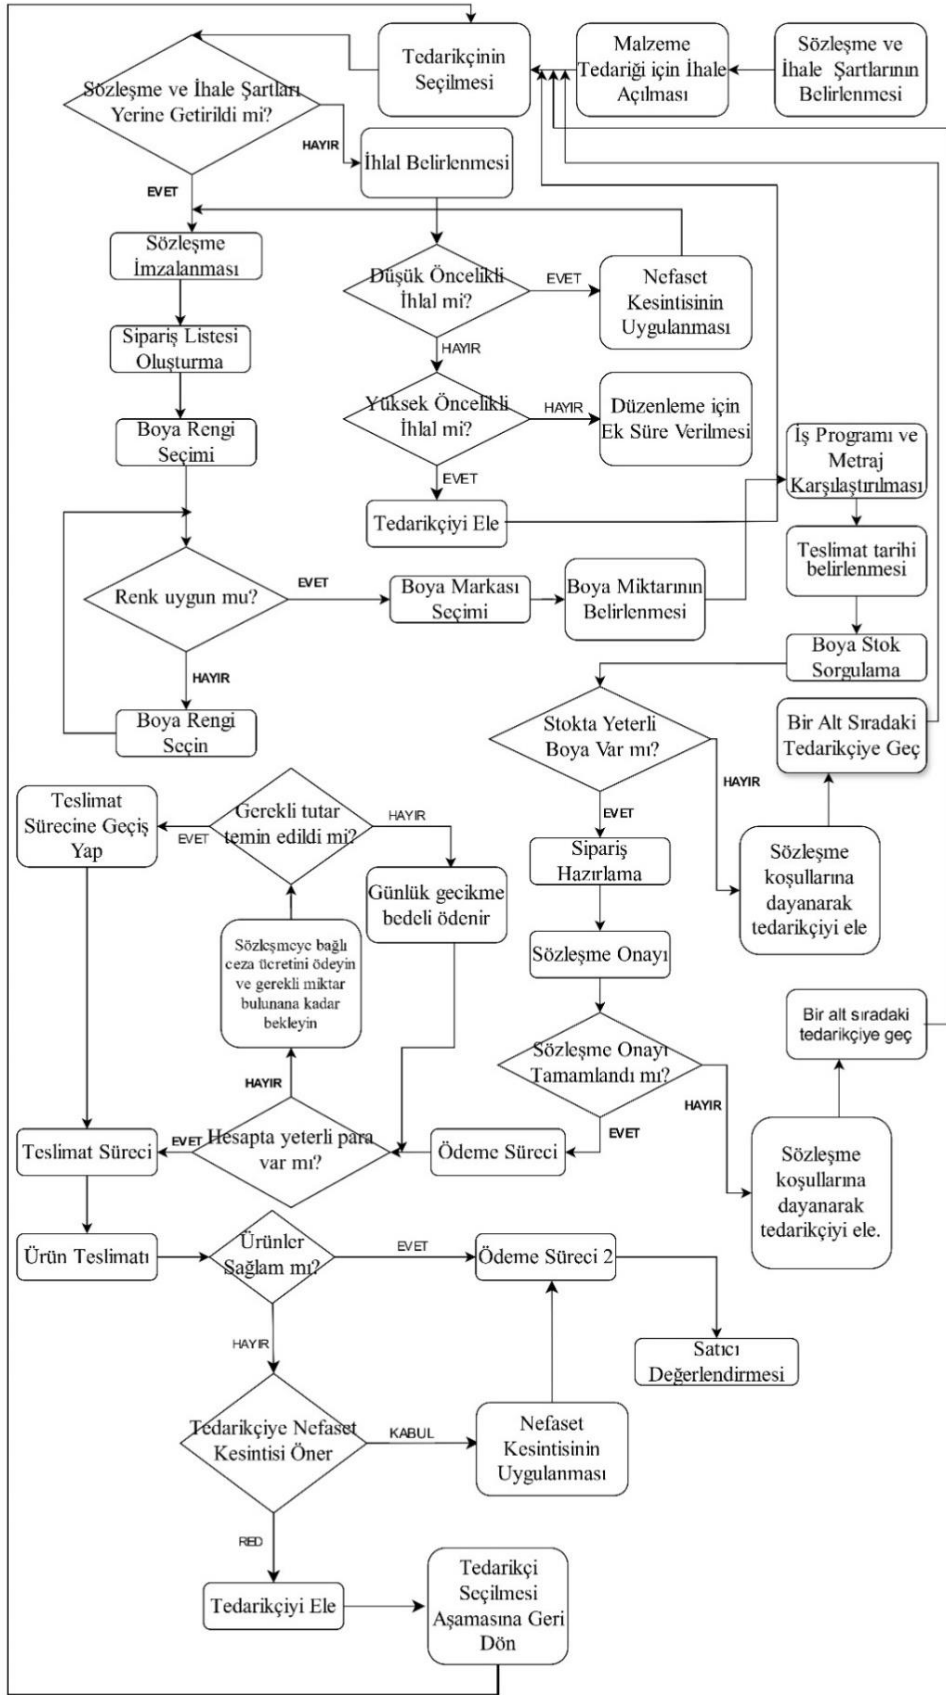 Tedarikçinin
Seçilmesi
Malzeme
Tedariği için İhale
Açılması
Sözleşme ve
İhale Şartlarının
Belirlenmesi
Sözleşme ve İhale Şartları
Yerine Getirildi mi?
HAYIR
İhlal Belirlenmesi
EVET
Sözleşme
İmzalanması
Düşük Öncelikli
İhlal mi?
EVET
Nefaset
Kesintisinin
Uygulanması
HAYIR
Sipariş Listesi
Oluşturma
Yüksek Öncelikli
İhlal mi?
HAYIR
Düzenleme için
Ek Süre Verilmesi
EVET
Boya Rengi
Seçimi
Tedarikçiyi Ele
İş Programı ve
Metraj
Karşılaştırılması
Teslimat tarihi
belirlenmesi
Renk uygun mu?
EVET
Boya Markası
Seçimi
Boya Miktarının
Belirlenmesi
Boya Stok
Sorgulama
HAYIR
Boya Rengi
Seçin
Stokta Yeterli
Boya Var mı?
HAYIR
Bir Alt Sıradaki
Tedarikçiye Geç
EVET
Teslimat
Sürecine Geçiş
Yap
EVET
Gerekli tutar
temin edildi mi?
HAYIR
Sipariş
Hazırlama
Sözleşme
koşullarına
dayanarak
tedarikçiyi ele
Günlük gecikme
bedeli ödenir
Sözleşmeye bağlı
ceza ücretini ödeyin
ve gerekli miktar
bulunana kadar
bekleyin
Sözleşme Onayı
Bir alt sıradaki
tedarikçiye geç
Sözleşme Onayı
Tamamlandı mı?
HAYIR
HAYIR
EVET
Teslimat Süreci
EVET
Hesapta yeterli para
var mı?
Ödeme Süreci
Sözleşme
koşullarına
dayanarak
tedarikçiyi ele.
Ürün Teslimatı
Ürünler
Sağlam mı?
EVET
Ödeme Süreci 2
HAYIR
Satıcı
Değerlendirmesi
Tedarikçiye Nefaset
Kesintisi Öner
KABUL
Nefaset
Kesintisinin
Uygulanması
RED
Tedarikçiyi Ele
Tedarikçi
Seçilmesi
Aşamasına Geri
Dön